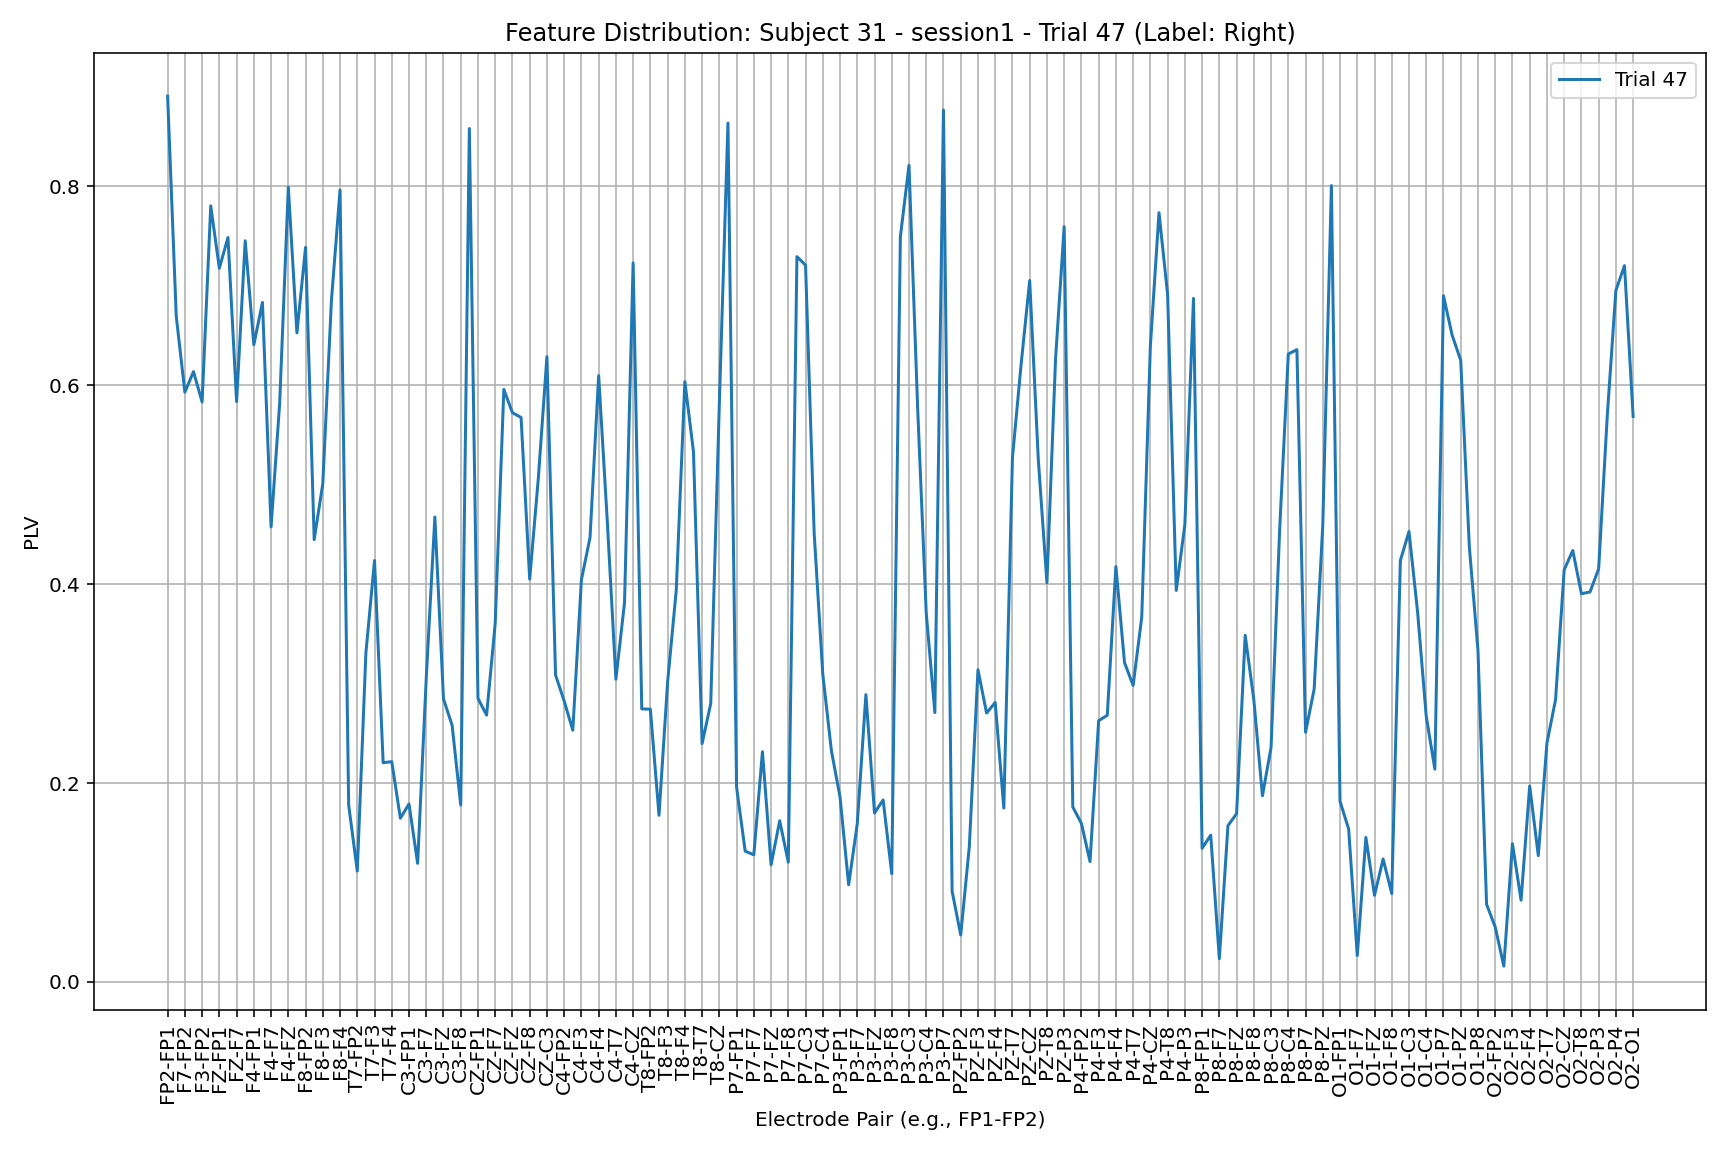 Feature Distribution: Subject 31 - session1 - Trial 47 (Label: Right)
Trial 47
PLV
0.8
0.6
0.4
0.2
0.0
FP2-FP1
F7-FP2
F3-FP2
FZ-FP1
FZ-F7
F4-FP1
F4-F7
F4-FZ
F8-FP2
F8-F3
F8-F4
T7-FP2
T7-F3
T7-F4
C3-FP1
C3-F7
C3-FZ
C3-F8
CZ-FP1
CZ-F3
CZ-FZ
CZ-F8
CZ-C3
C4-FP2
C4-F3
C4-F4
C4-T7
C4-CZ
T8-FP2
T8-F3
T8-F4
T8-T7
T8-CZ
P7-FP1
P7-F7
P7-FZ
P7-F8
P7-C3
P7-C4
P3-FP1
P3-F7
P3-FZ
P3-F8
P3-C3
P3-C4
P3-P7
PZ-FP2
PZ-F3
PZ-F4
PZ-T7
PZ-CZ
PZ-T8
PZ-P3
P4-FP2
P4-F3
P4-F4
P4-T7
P4-CZ
P4-T8
P4-P3
P8-FP1
P8-F7
P8-FZ
P8-F8
P8-C3
P8-C4
P8-P7
P8-PZ
O1-FP1
O1-F7
O1-FZ
O1-F8
O1-C3
O1-C4
O1-P7
O1-PZ
O1-P8
O2-FP2
O2-F3
O2-F4
O2-T7
O2-CZ
O2-T8
O2-P3
O2-P4
O2-O1
Electrode Pair (e.g., FP1-FP2)